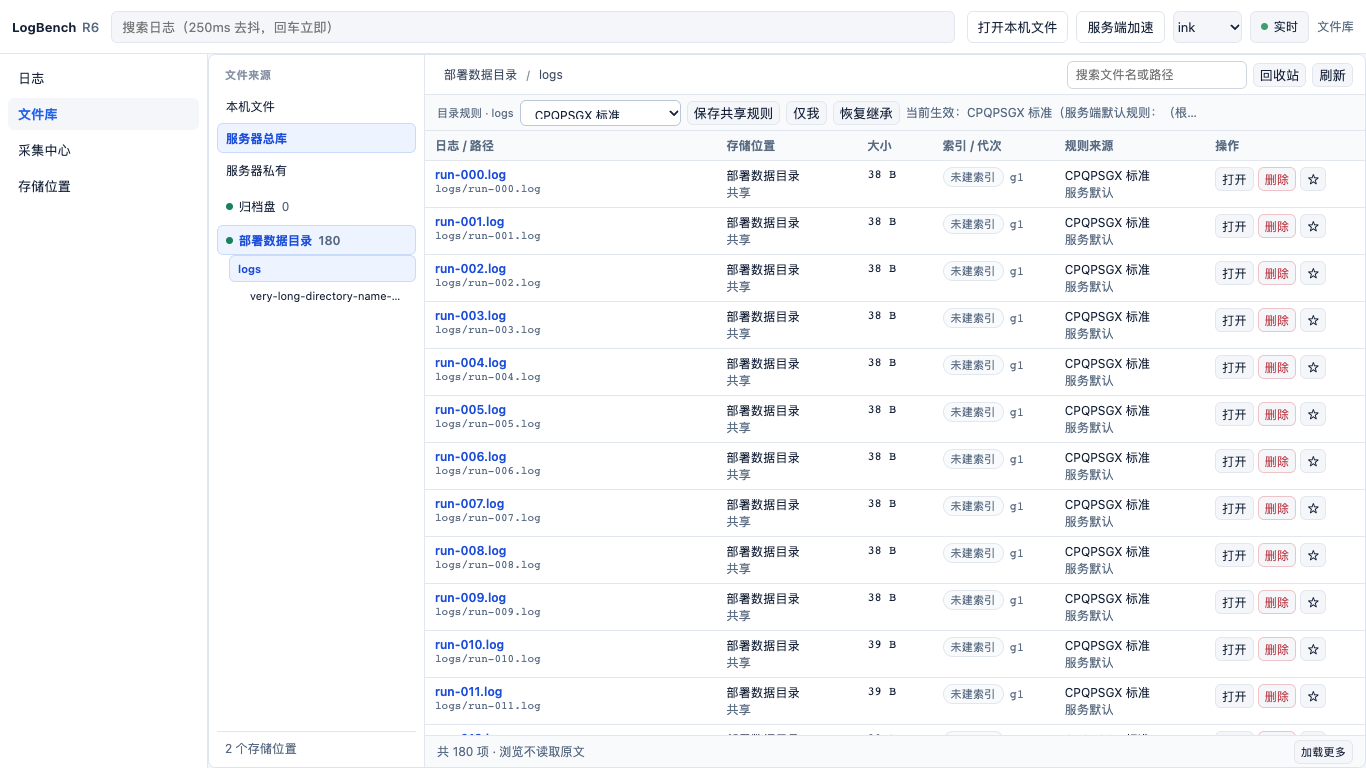 LogBench R6 搜索日志（250ms 去抖，回车立即） 打开本机文件 服务端加速 ink 实时 文件库
日志
文件库
采集中心
存储位置
文件来源
本机文件
服务器总库
服务器私有
归档盘 0
部署数据目录 180
logs
very-long-directory-name-...
2 个存储位置
部署数据目录 / logs 搜索文件名或路径 回收站 刷新
目录规则 · logs CPQPSGX 标准 保存共享规则 仅我 恢复继承 当前生效：CPQPSGX 标准（服务端默认规则：（根...
日志 / 路径 存储位置 大小 索引 / 代次 规则来源 操作
run-000.log 部署数据目录 38 B 未建索引 g1 CPQPSGX 标准 打开 删除 ☆
logs/run-000.log 共享 服务默认
run-001.log 部署数据目录 38 B 未建索引 g1 CPQPSGX 标准 打开 删除 ☆
logs/run-001.log 共享 服务默认
run-002.log 部署数据目录 38 B 未建索引 g1 CPQPSGX 标准 打开 删除 ☆
logs/run-002.log 共享 服务默认
run-003.log 部署数据目录 38 B 未建索引 g1 CPQPSGX 标准 打开 删除 ☆
logs/run-003.log 共享 服务默认
run-004.log 部署数据目录 38 B 未建索引 g1 CPQPSGX 标准 打开 删除 ☆
logs/run-004.log 共享 服务默认
run-005.log 部署数据目录 38 B 未建索引 g1 CPQPSGX 标准 打开 删除 ☆
logs/run-005.log 共享 服务默认
run-006.log 部署数据目录 38 B 未建索引 g1 CPQPSGX 标准 打开 删除 ☆
logs/run-006.log 共享 服务默认
run-007.log 部署数据目录 38 B 未建索引 g1 CPQPSGX 标准 打开 删除 ☆
logs/run-007.log 共享 服务默认
run-008.log 部署数据目录 38 B 未建索引 g1 CPQPSGX 标准 打开 删除 ☆
logs/run-008.log 共享 服务默认
run-009.log 部署数据目录 38 B 未建索引 g1 CPQPSGX 标准 打开 删除 ☆
logs/run-009.log 共享 服务默认
run-010.log 部署数据目录 39 B 未建索引 g1 CPQPSGX 标准 打开 删除 ☆
logs/run-010.log 共享 服务默认
run-011.log 部署数据目录 39 B 未建索引 g1 CPQPSGX 标准 打开 删除 ☆
logs/run-011.log 共享 服务默认
共 180 项 · 浏览不读取原文 加载更多